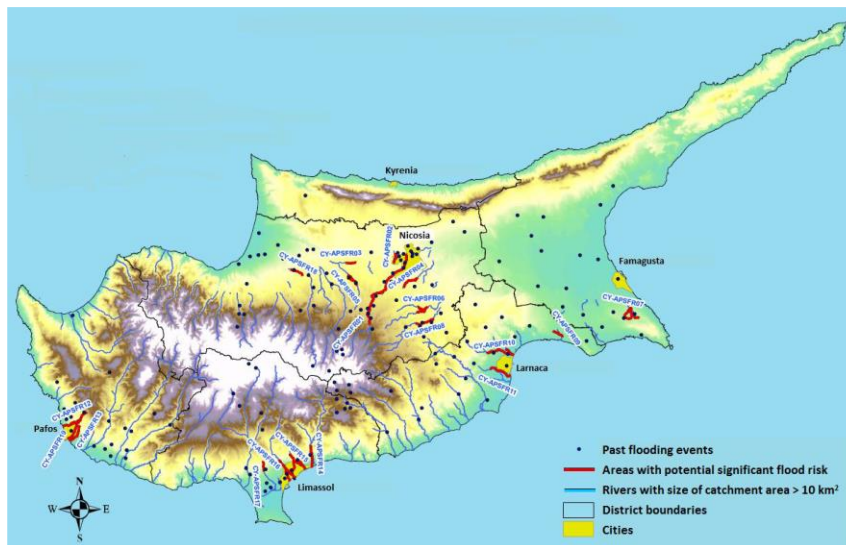 Kyrenia
Nicosia
CY-APSFR02
CY-APSFR03
CY-APSFR04
CY-APSFR18
CY-APSFR05
CY-APSFR01
CY-APSFR06
CY-APSFR08
Famagusta
CY-APSFR07
CY-APSFR09
CY-APSFR10
Larnaca
CY-APSFR11
CY-APSFR12
Pafos
CY-APSFR13
CY-APSFR14
CY-APSFR15
CY-APSFR16
CY-APSFR17
Limassol
N
W E
S
Past flooding events
Areas with potential significant flood risk
Rivers with size of catchment area > 10 km²
District boundaries
Cities